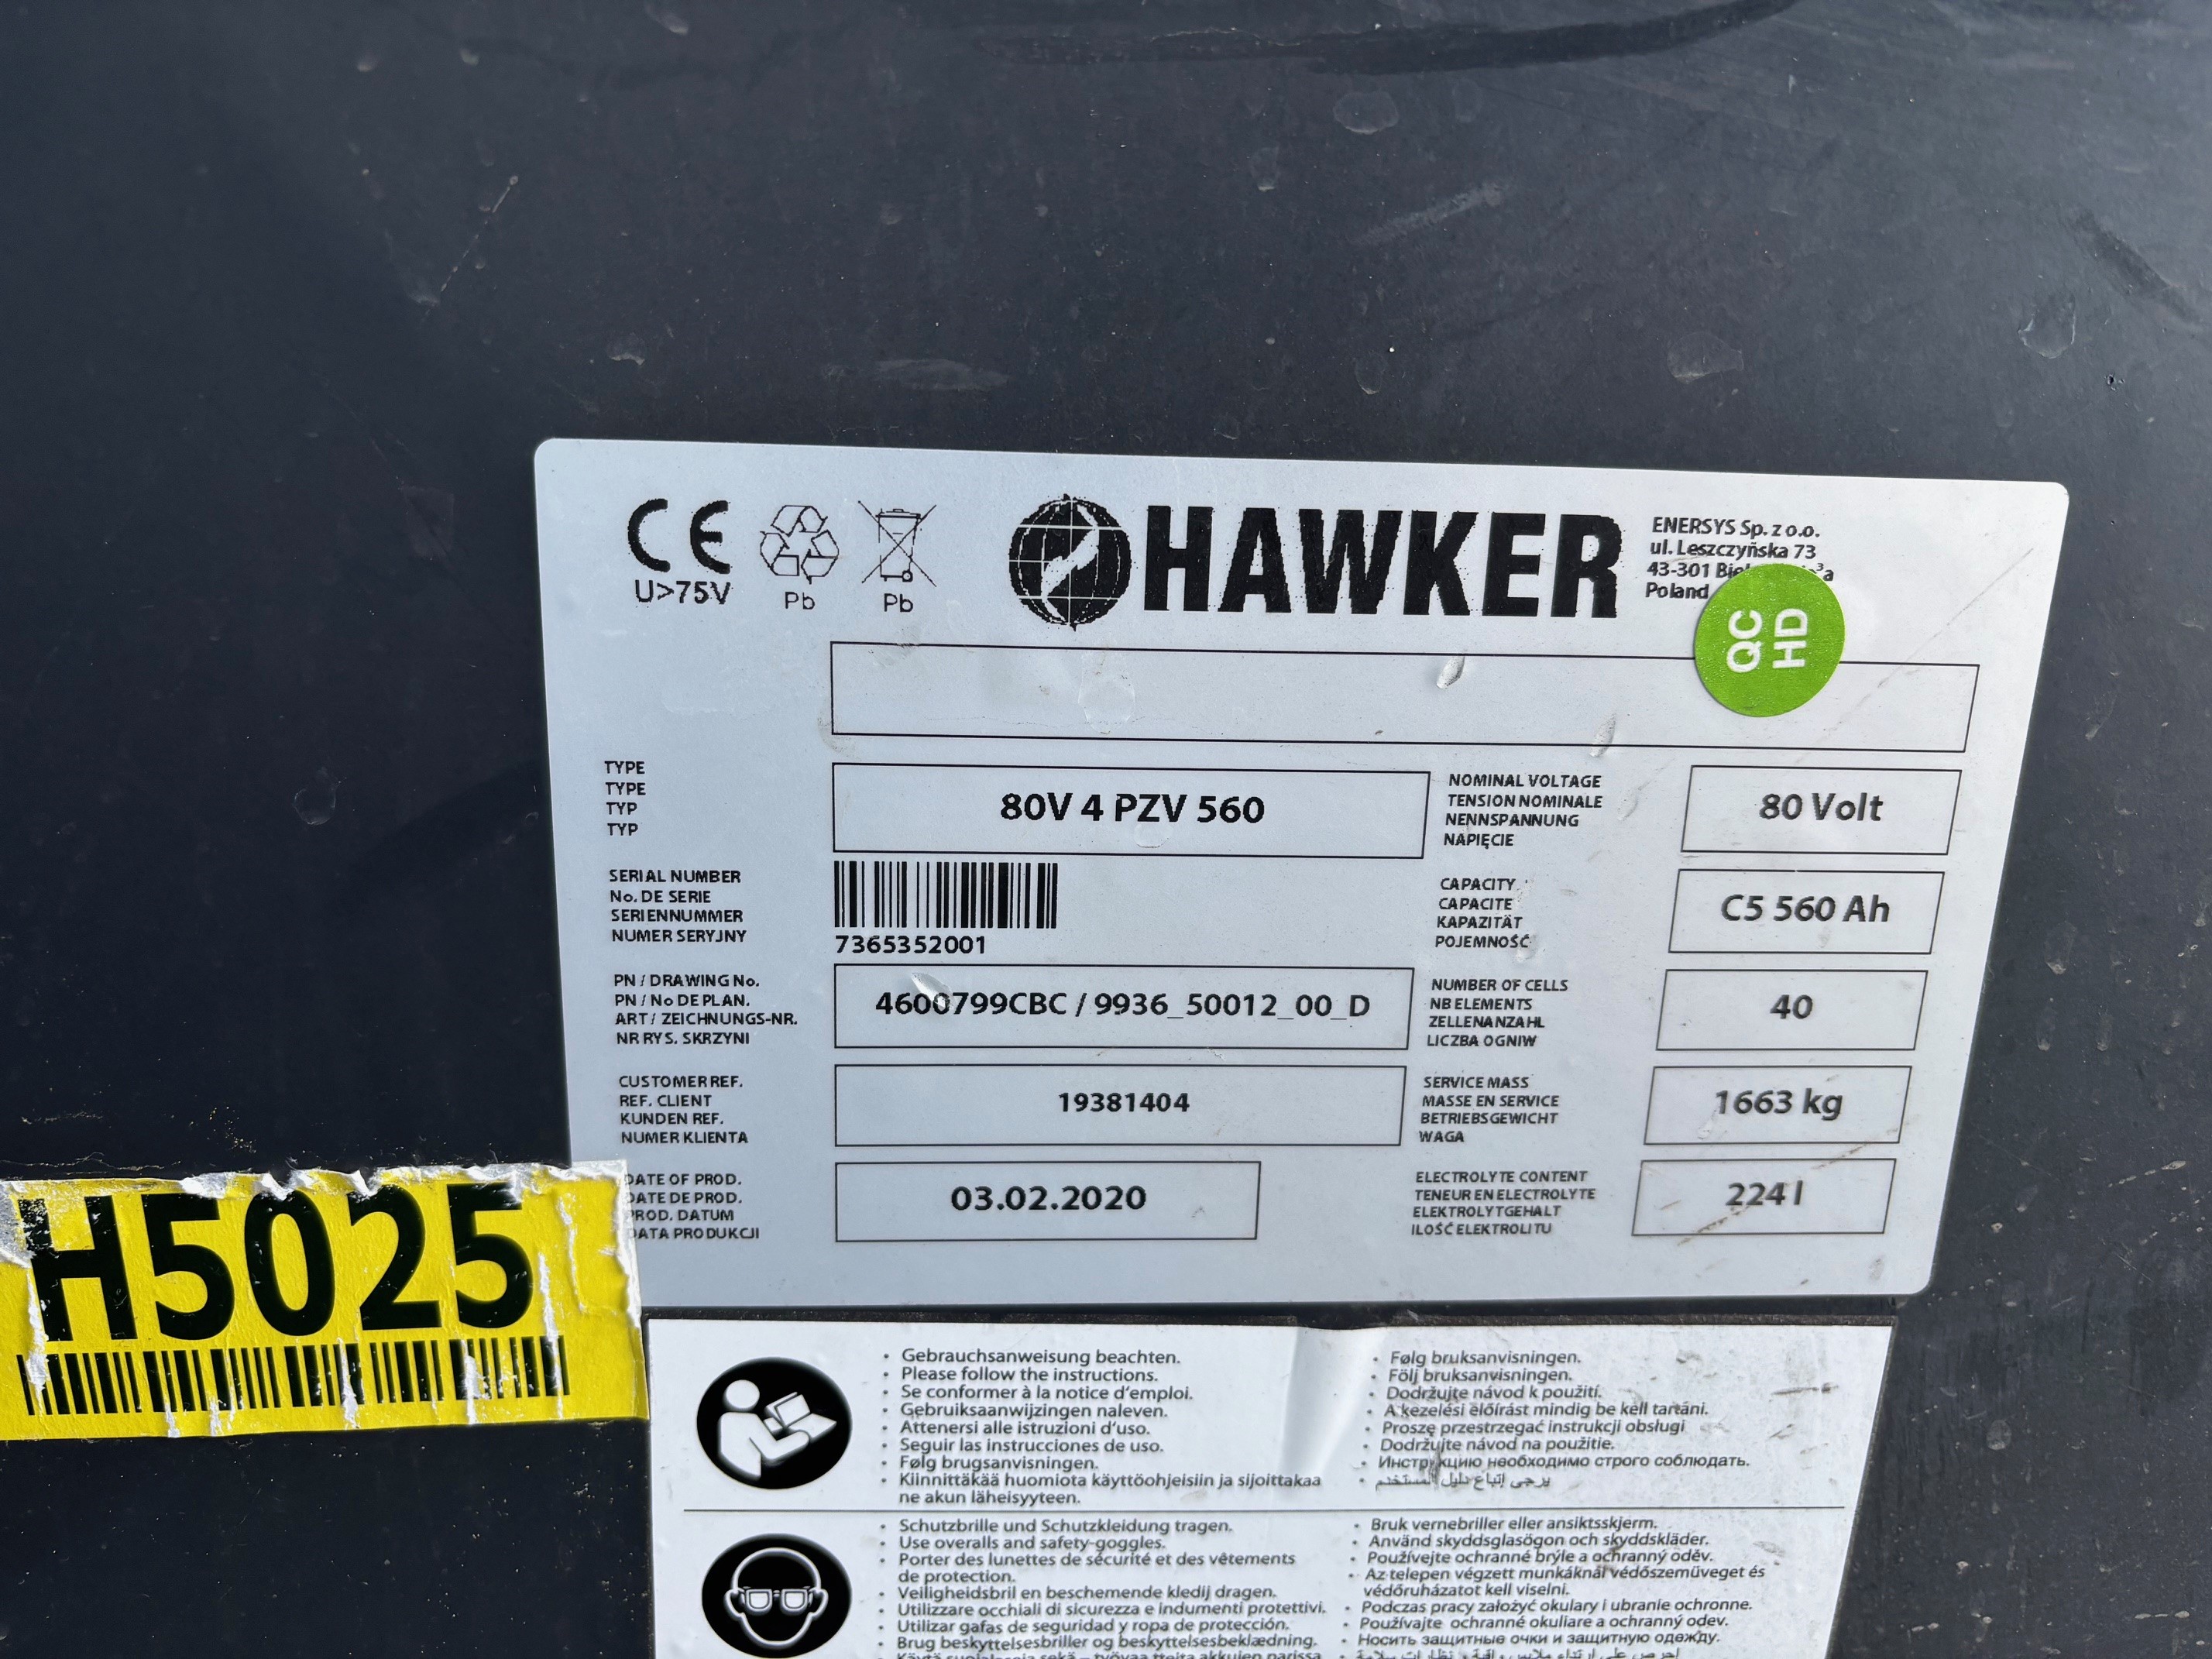 CE
U>75V
Pb
Pb
HAWKER
ENERSYS Sp. z o.o.
ul. Leszczyńska 73
43-301
Poland
QC
HD
TYPE
TYPE
TYP
TYP
80V 4 PZV 560
NOMINAL VOLTAGE
TENSION NOMINALE
NENNSPANNUNG
NAPIĘCIE
80 Volt
SERIAL NUMBER
No. DE SERIE
SERIENNUMMER
NUMER SERYJNY
7365352001
CAPACITY
CAPACITE
KAPAZITÄT
POJEMNOŚĆ
C5 560 Ah
PN / DRAWING No.
PN / No DE PLAN.
ART / ZEICHNUNGS-NR.
NR RYS. SKRZYNI
4600799CBC / 9936_50012_00_D
NUMBER OF CELLS
NB ELEMENTS
ZELLENANZAHL
LICZBA OGNIW
40
CUSTOMER REF.
REF. CLIENT
KUNDEN REF.
NUMER KLIENTA
19381404
SERVICE MASS
MASSE EN SERVICE
BETRIEBSGEWICHT
WAGA
1663 kg
DATE OF PROD.
DATE DE PROD.
PROD. DATUM
DATA PRODUKCJI
03.02.2020
ELECTROLYTE CONTENT
TENEUR EN ELECTROLYTE
ELEKTROLYTGEHALT
ILOŚĆ ELEKTROLITU
224 l
H5025
• Gebrauchsanweisung beachten.
• Please follow the instructions.
• Se conformer à la notice d'emploi.
• Gebruiksaanwijzingen naleven.
• Attenersi alle istruzioni d'uso.
• Seguir las instrucciones de uso.
• Følg brugsanvisningen.
• Kiinnittäkää huomiota käyttöohjeisiin ja sijoittakaa
ne akun läheisyyteen.
• Følg bruksanvisningen.
• Följ bruksanvisningen.
• Dodržujte návod k použití.
• A kezelési előírást mindig be kell tartáni.
• Proszę przestrzegać instrukcji obsługi
• Dodržujte návod na použitie.
• Инструкцию необходимо строго соблюдать.
• يرجى إتباع دليل المستخدم
• Schutzbrille und Schutzkleidung tragen.
• Use overalls and safety-goggles.
• Porter des lunettes de sécurité et des vêtements
de protection.
• Veiligheidsbril en beschemende kledij dragen.
• Utilizzare occhiali di sicurezza e indumenti protettivi.
• Utilizar gafas de seguridad y ropa de protección.
• Brug beskyttelsesbriller og beskyttelsesbeklædning.
• Bruk vernebriller eller ansiktsskjerm.
• Använd skyddsglasögon och skyddskläder.
• Používejte ochranné brýle a ochranný oděv.
• Az telepen végzett munkáknál védőszemüveget és
védőruházatot kell viselni.
• Podczas pracy założyć okulary i ubranie ochronne.
• Používajte ochranné okuliare a ochranný odev.
• Носить защитные очки и защитную одежду.